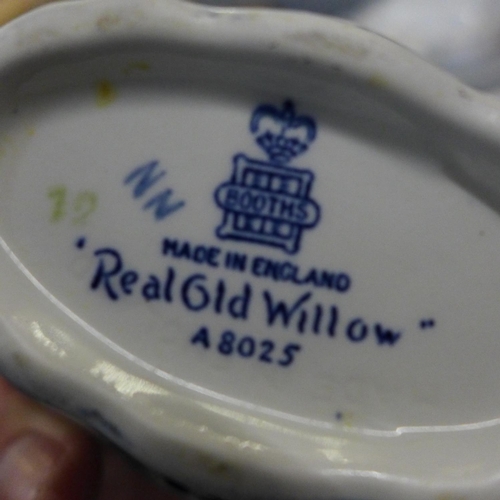 BOOTHS
NN
MADE IN ENGLAND
"Real Old Willow"
A8025